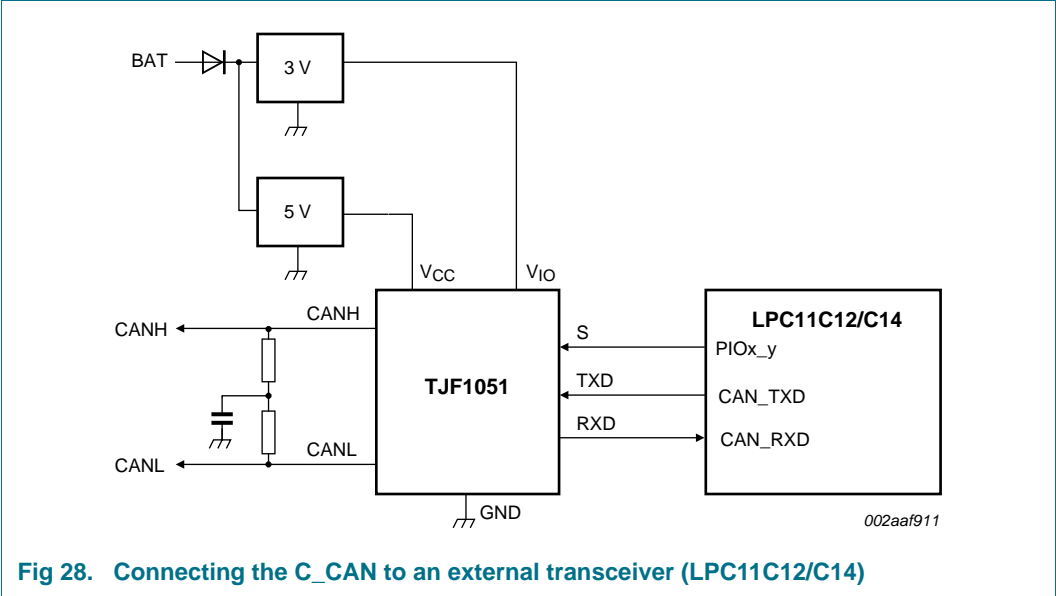 BAT
3 V
5 V
VCC
VIO
CANH
CANH
LPC11C12/C14
S
PIOx_y
TJF1051
TXD
CAN_TXD
RXD
CAN_RXD
CANL
CANL
GND
002aaf911
Fig 28. Connecting the C_CAN to an external transceiver (LPC11C12/C14)